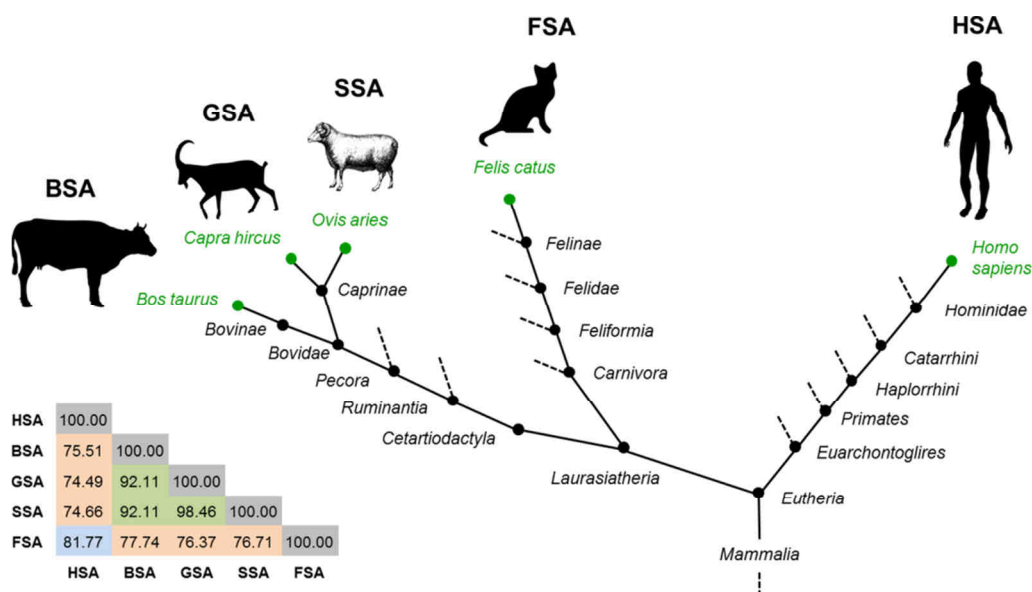 FSA
HSA
SSA
GSA
BSA
Felis catus
Ovis aries
Capra hircus
Homo
sapiens
Bos taurus
Felinae
Felidae
Feliformia
Carnivora
Caprinae
Bovinae
Bovidae
Pecora
Ruminantia
Cetartiodactyla
Laurasiatheria
Hominidae
Catarrhini
Haplorrhini
Primates
Euarchontoglires
Eutheria
Mammalia
HSA 100.00
BSA 75.51 100.00
GSA 74.49 92.11 100.00
SSA 74.66 92.11 98.46 100.00
FSA 81.77 77.74 76.37 76.71 100.00
HSA BSA GSA SSA FSA